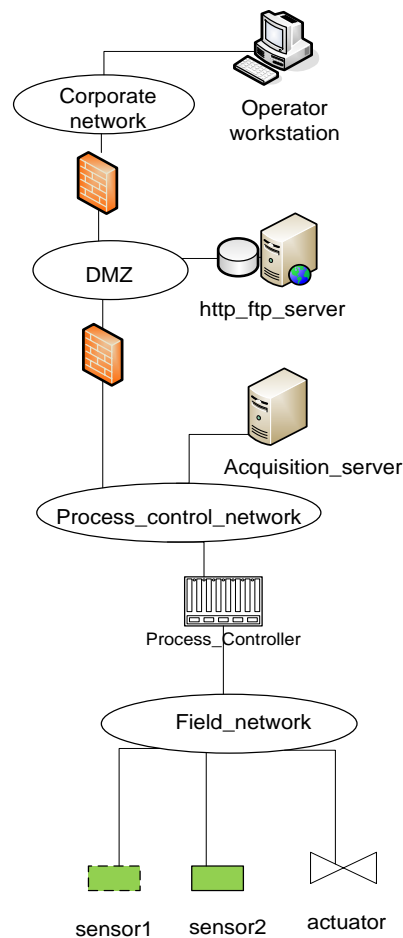 Corporate
network
Operator
workstation
DMZ
http_ftp_server
Acquisition_server
Process_control_network
Process_Controller
Field_network
sensor1
sensor2
actuator